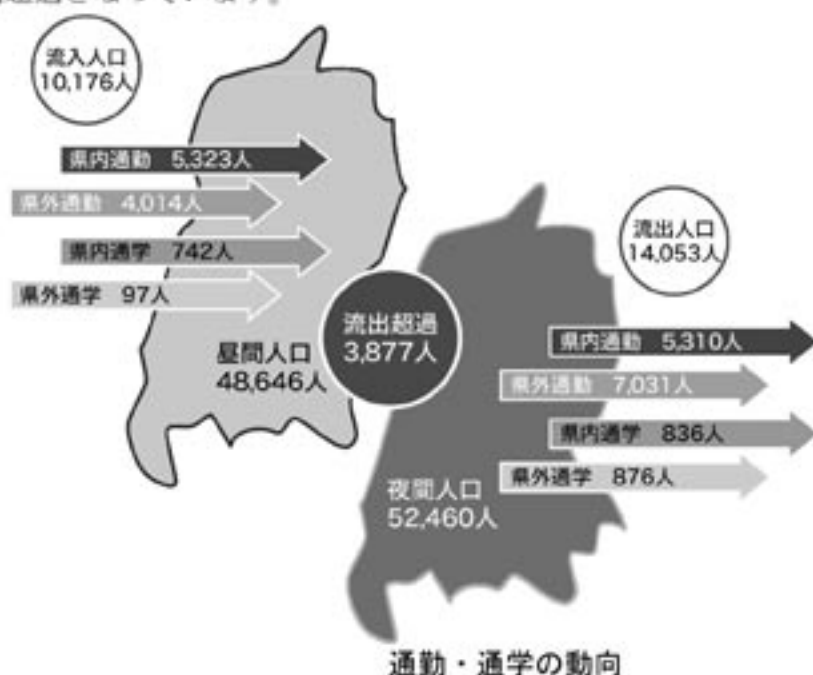 流入人口
10,176人
県内通勤 5,323人
県外通勤 4,014人
県内通学 742人
県外通学 97人
昼間人口
48,646人
流出超過
3,877人
流出人口
14,053人
県内通勤 5,310人
県外通勤 7,031人
県内通学 836人
県外通学 876人
夜間人口
52,460人
通勤・通学の動向